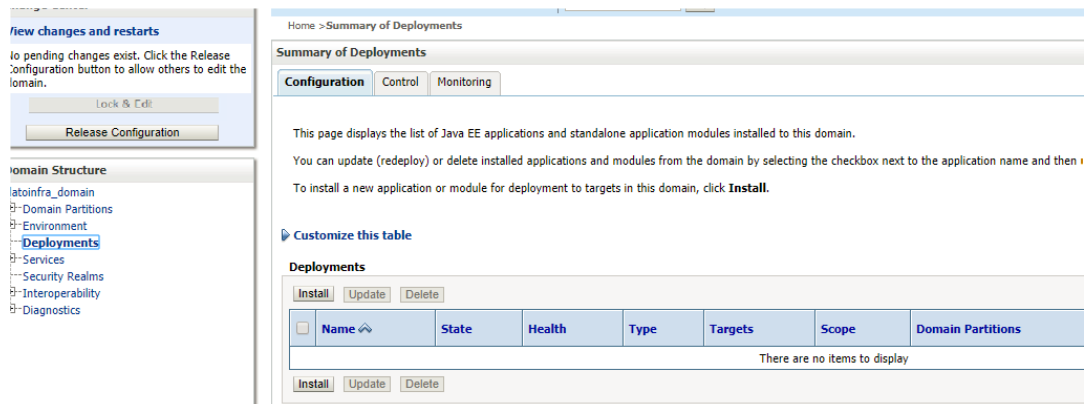 View changes and restarts
No pending changes exist. Click the Release
Configuration button to allow others to edit the
domain.
Lock & Edit
Release Configuration
Domain Structure
latoinfra_domain
Domain Partitions
Environment
Deployments
Services
Security Realms
Interoperability
Diagnostics
Home >Summary of Deployments
Summary of Deployments
Configuration Control Monitoring
This page displays the list of Java EE applications and standalone application modules installed to this domain.
You can update (redeploy) or delete installed applications and modules from the domain by selecting the checkbox next to the application name and then
To install a new application or module for deployment to targets in this domain, click Install.
Customize this table
Deployments
Install Update Delete
Name State Health Type Targets Scope Domain Partitions
There are no items to display
Install Update Delete